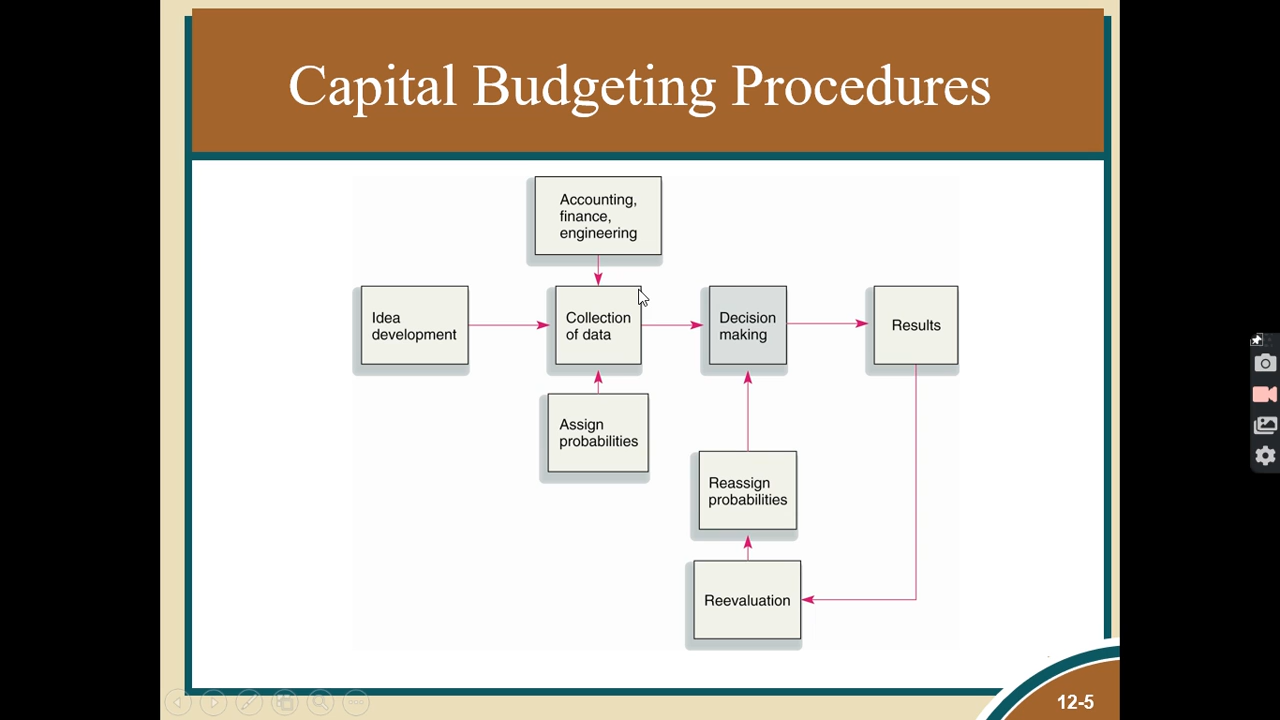 Capital Budgeting Procedures
Accounting,
finance,
engineering
Idea
development
Collection
of data
Decision
making
Results
Assign
probabilities
Reassign
probabilities
Reevaluation
12-5